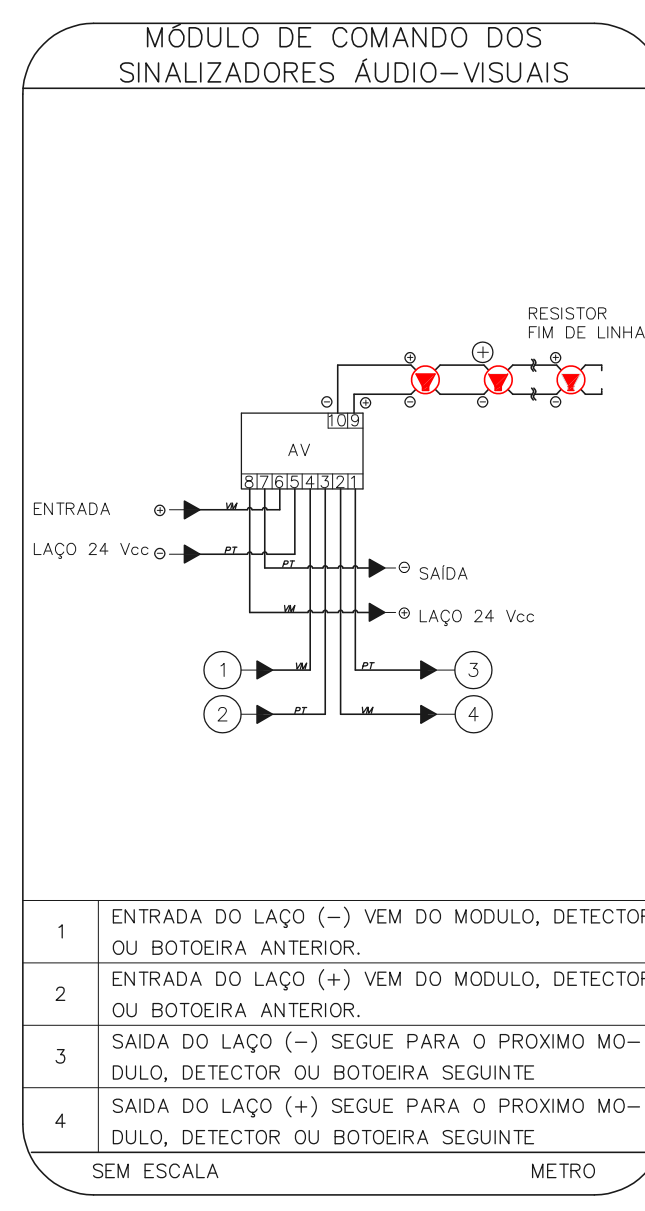 MÓDULO DE COMANDO DOS
SINALIZADORES ÁUDIO-VISUAIS
RESISTOR
FIM DE LINHA
+
+
+
-
+
-
-
-
10 9
AV
8 7 6 5 4 3 2 1
ENTRADA + VM
LAÇO 24 Vcc - PT
PT - SAÍDA
VM + LAÇO 24 Vcc
1 VM PT 3
2 PT VM 4
1 ENTRADA DO LAÇO (-) VEM DO MODULO, DETECTOR
OU BOTOEIRA ANTERIOR.
2 ENTRADA DO LAÇO (+) VEM DO MODULO, DETECTOR
OU BOTOEIRA ANTERIOR.
3 SAIDA DO LAÇO (-) SEGUE PARA O PROXIMO MO-
DULO, DETECTOR OU BOTOEIRA SEGUINTE
4 SAIDA DO LAÇO (+) SEGUE PARA O PROXIMO MO-
DULO, DETECTOR OU BOTOEIRA SEGUINTE
SEM ESCALA METRO